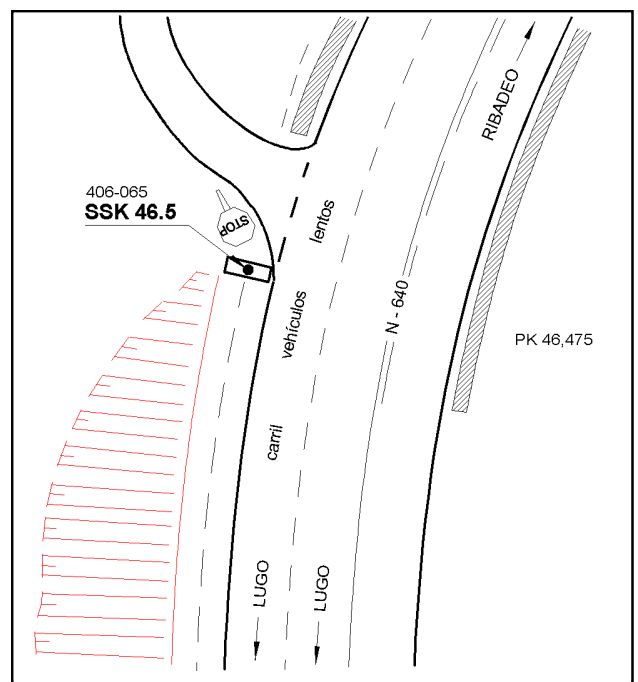 RIBADEO
406-065
SSK 46.5
STOP
lentos
vehículos
carril
N - 640
PK 46,475
LUGO
LUGO